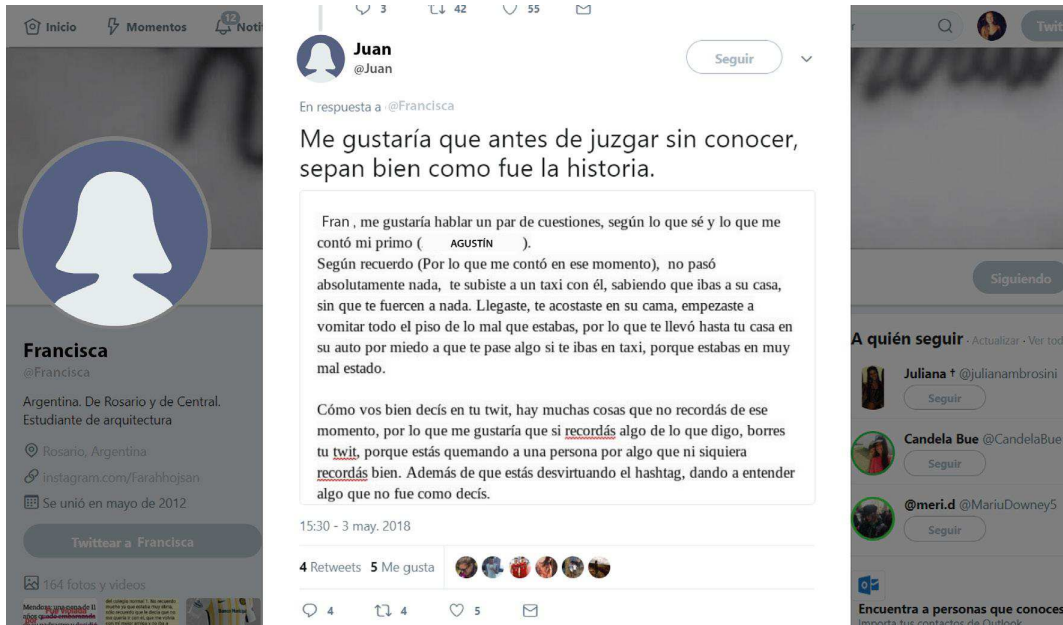 Inicio
Momentos
12
Noti
Francisca
@Francisca
Argentina. De Rosario y de Central.
Estudiante de arquitectura
Rosario, Argentina
instagram.com/Farahhojsan
Se unió en mayo de 2012
Twittear a Francisca
164 fotos y videos
3 42 55
Juan
@Juan
Seguir
En respuesta a @Francisca
Me gustaría que antes de juzgar sin conocer,
sepan bien como fue la historia.
Fran , me gustaría hablar un par de cuestiones, según lo que sé y lo que me
contó mi primo ( AGUSTÍN ).
Según recuerdo (Por lo que me contó en ese momento), no pasó
absolutamente nada, te subiste a un taxi con él, sabiendo que ibas a su casa,
sin que te fuercen a nada. Llegaste, te acostaste en su cama, empezaste a
vomitar todo el piso de lo mal que estabas, por lo que te llevó hasta tu casa en
su auto por miedo a que te pase algo si te ibas en taxi, porque estabas en muy
mal estado.
Cómo vos bien decís en tu twit, hay muchas cosas que no recordás de ese
momento, por lo que me gustaría que si recordás algo de lo que digo, borres
tu twit, porque estás quemando a una persona por algo que ni siquiera
recordás bien. Además de que estás desvirtuando el hashtag, dando a entender
algo que no fue como decís.
15:30 - 3 may. 2018
4 Retweets 5 Me gusta
4 4 5
r
Twit
Siguiendo
A quién seguir · Actualizar · Ver tod
Juliana † @julianambrosini
Seguir
Candela Bue @CandelaBue
Seguir
@meri.d @MariuDowney5
Seguir
Encuentra a personas que conoces
Importa tus contactos de Outlook